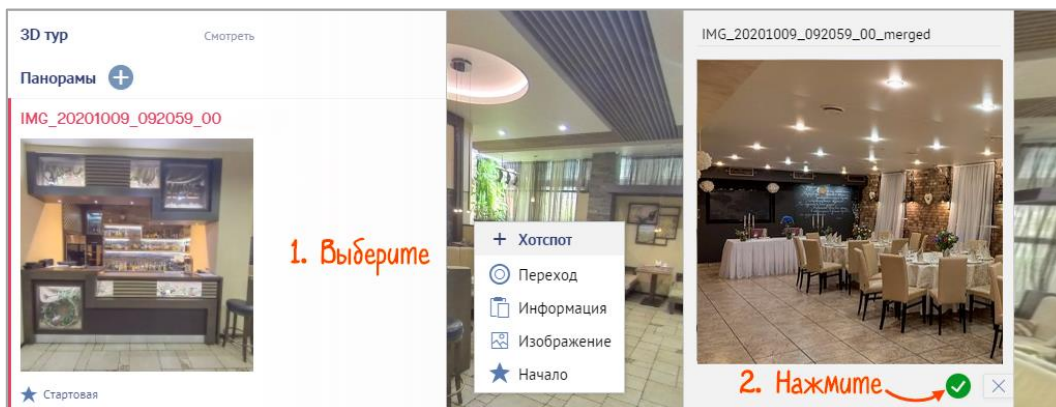 3D тур
Смотреть
Панорамы
IMG_20201009_092059_00
Стартовая
1. Выберите
+ Хотспот
Переход
Информация
Изображение
Начало
IMG_20201009_092059_00_merged
2. Нажмите